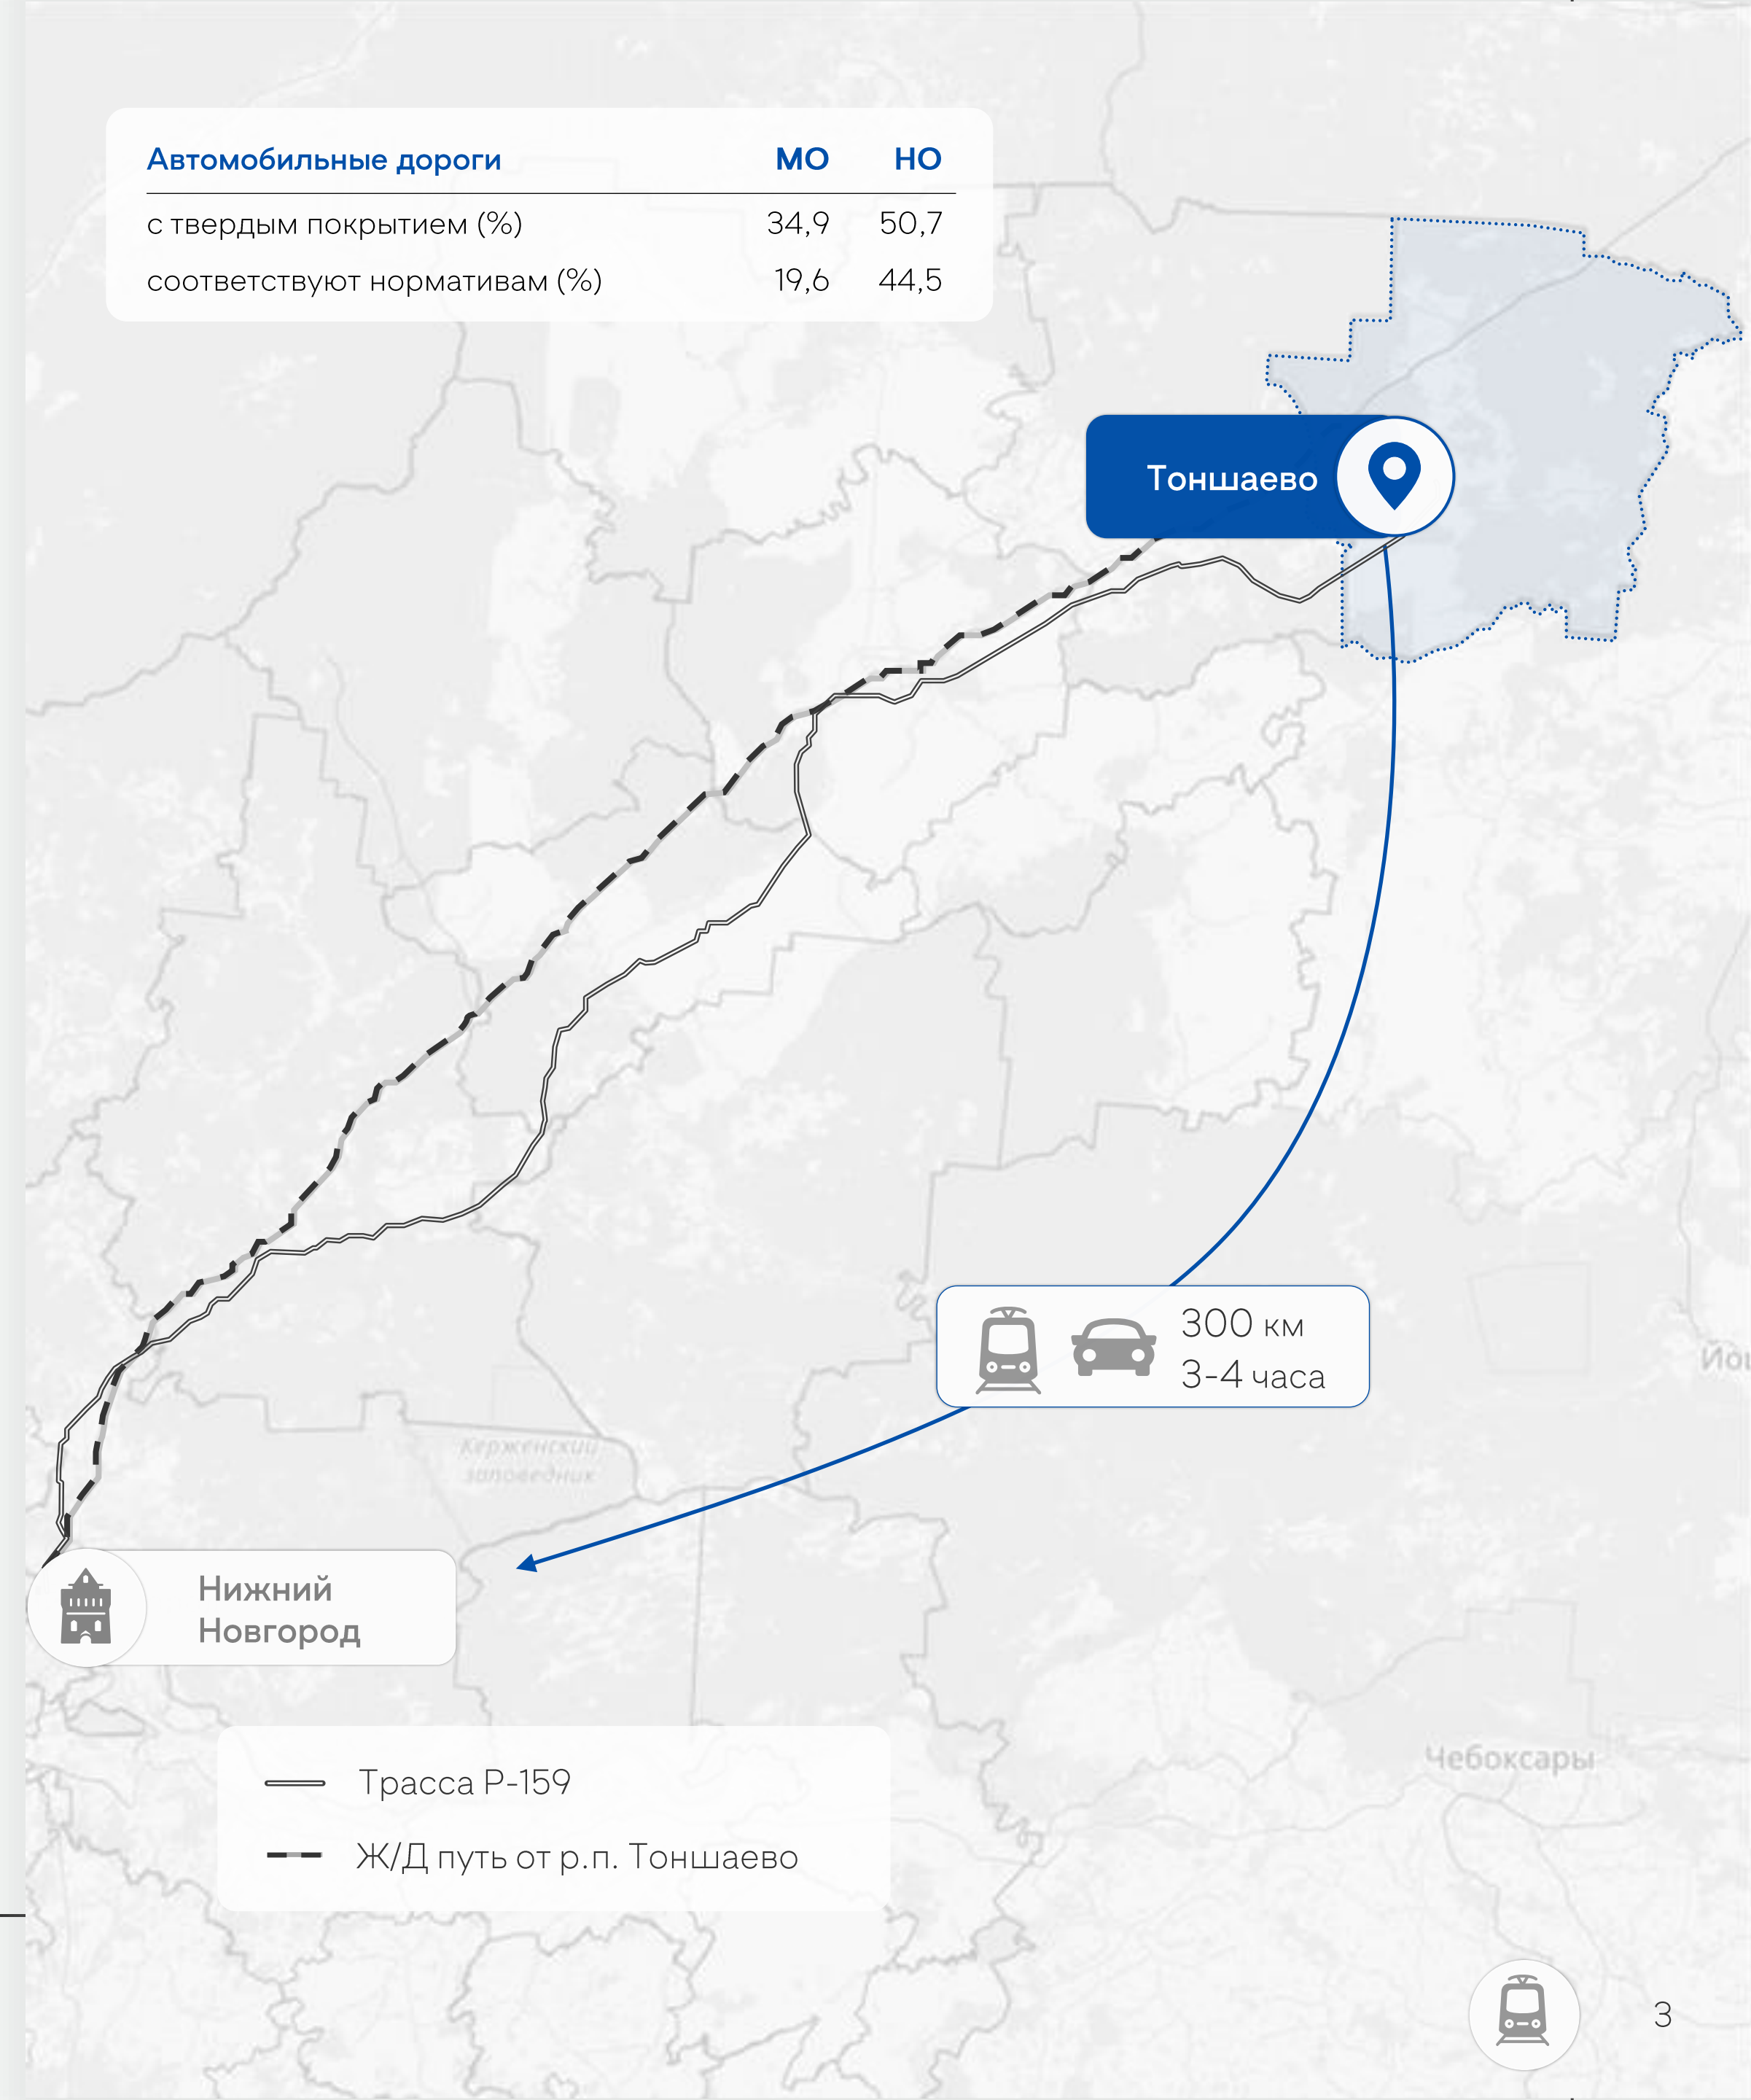 Автомобильные дороги МО НО
с твердым покрытием (%) 34,9 50,7
соответствуют нормативам (%) 19,6 44,5
Тоншаево
300 км
3-4 часа
Керженский
заповедник
Нижний
Новгород
Чебоксары
Трасса Р-159
Ж/Д путь от р.п. Тоншаево
3